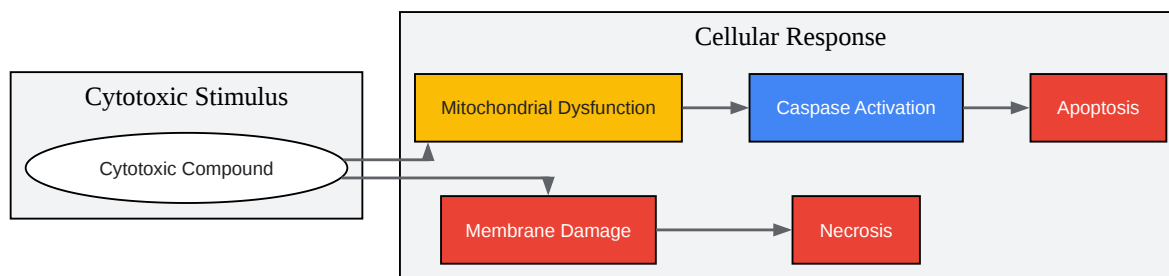 Cellular Response
Cytotoxic Stimulus
Mitochondrial Dysfunction
Caspase Activation
Apoptosis
Cytotoxic Compound
Membrane Damage
Necrosis